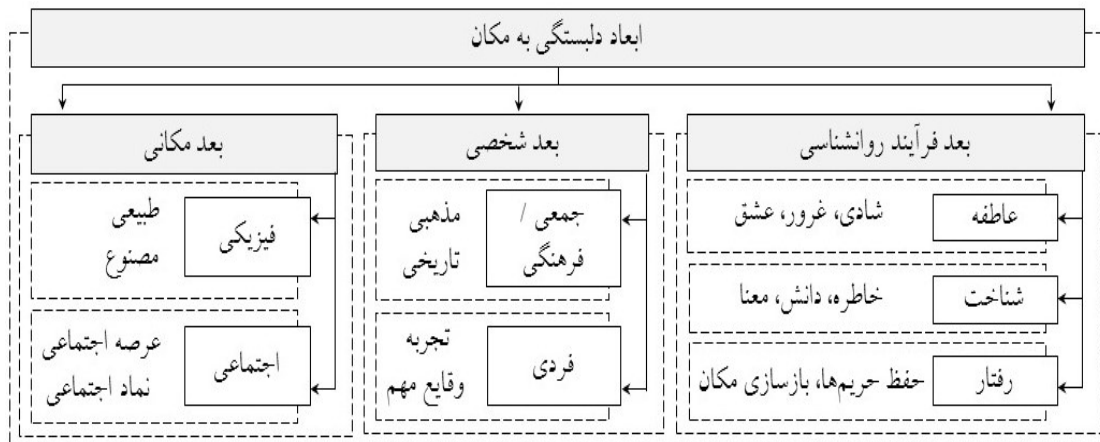 ابعاد دلبستگی به مکان
بعد فرآیند روانشناسی
عاطفه
شادی، غرور، عشق
شناخت
خاطره، دانش، معنا
رفتار
حفظ حریم‌ها، بازسازی مکان
بعد شخصی
جمعی /
فرهنگی
مذهبی
تاریخی
فردی
تجربه
وقایع مهم
بعد مکانی
فیزیکی
طبیعی
مصنوع
اجتماعی
عرصه اجتماعی
نماد اجتماعی